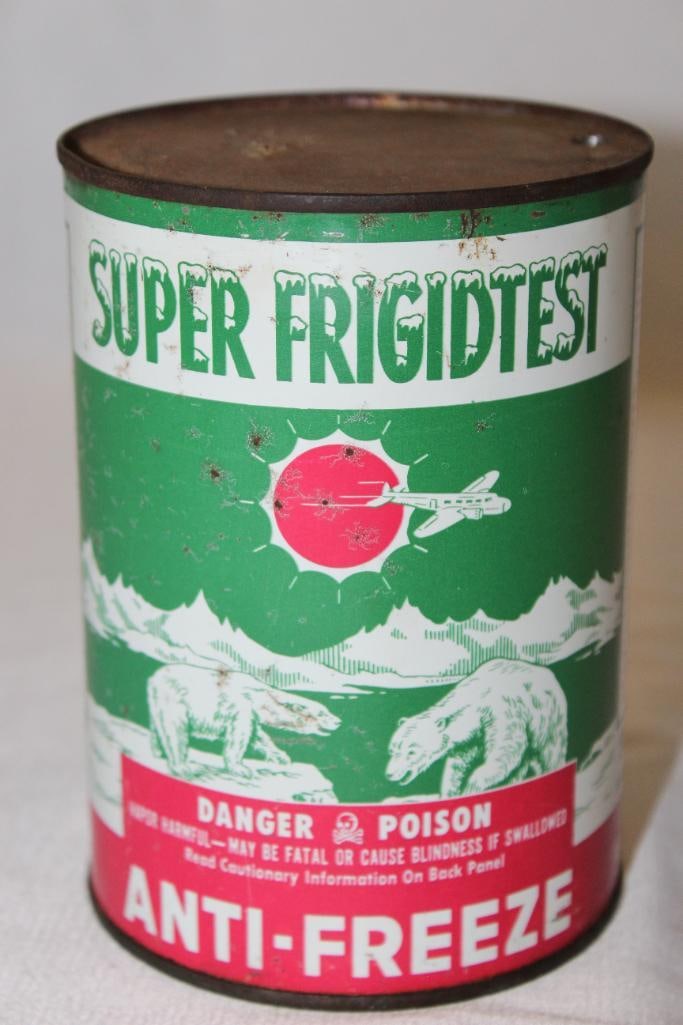 SUPER FRIGIDTEST
DANGER POISON
VAPOR HARMFUL—MAY BE FATAL OR CAUSE BLINDNESS IF SWALLOWED
Read Cautionary Information On Back Panel
ANTI-FREEZE